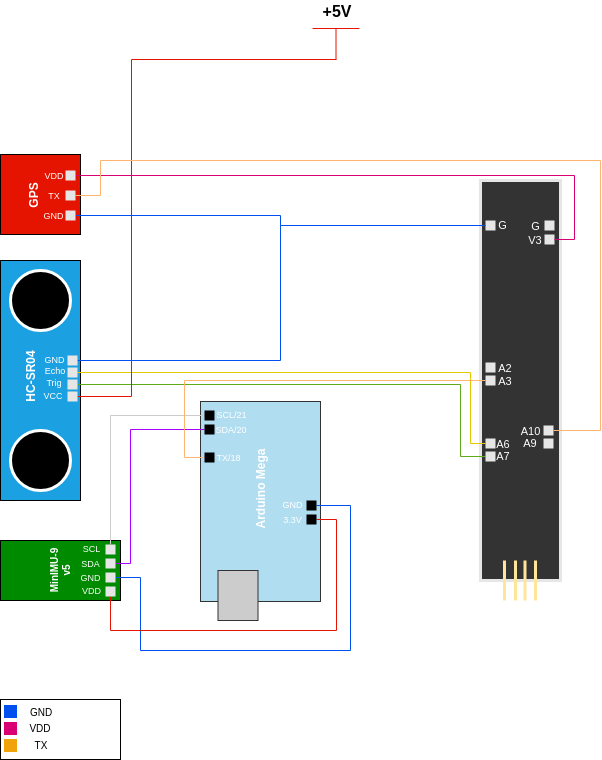 +5V
VDD
TX
GND
GPS
GND
Echo
Trig
VCC
HC-SR04
SCL
SDA
GND
VDD
MiniMU-9
v5
SCL/21
SDA/20
TX/18
GND
3.3V
Arduino Mega
G
G
V3
A2
A3
A10
A9
A6
A7
GND
VDD
TX